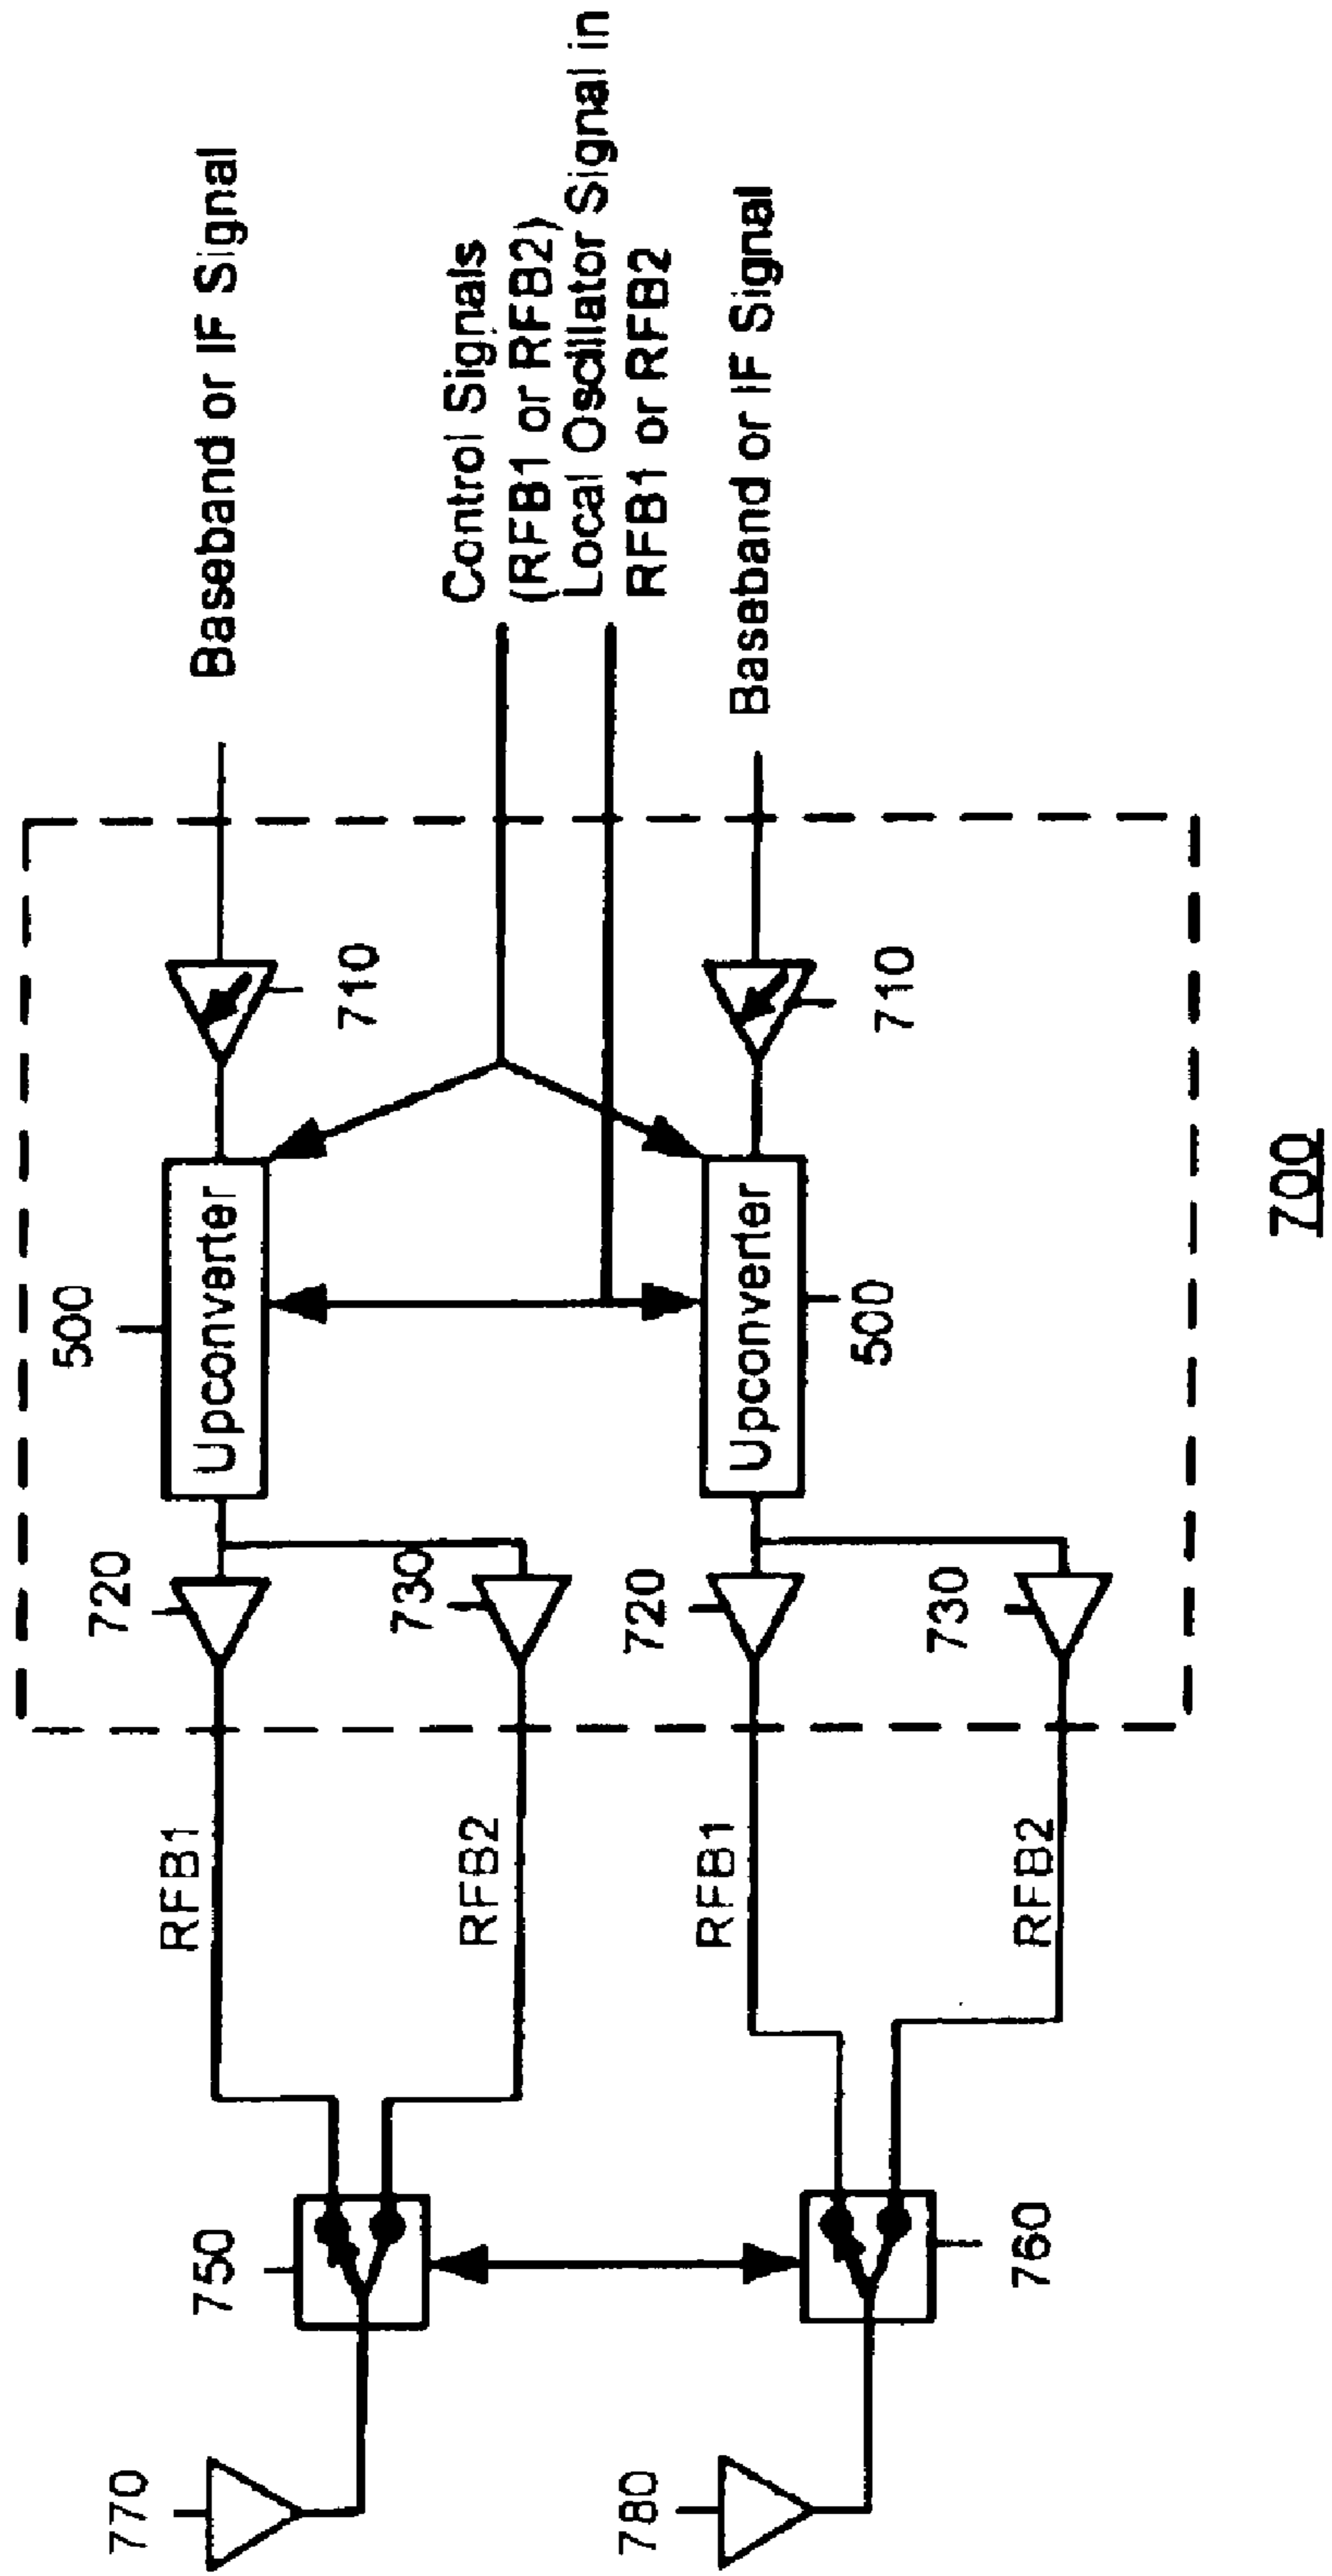 500
770
720
RFB1
750
Upconverter
Baseband or IF Signal
710
730
RFB2
Control Signals
(RFB1 or RFB2)
Local Oscillator Signal in
RFB1 or RFB2
780
720
RFB1
Upconverter
Baseband or IF Signal
500
710
730
760
RFB2
700